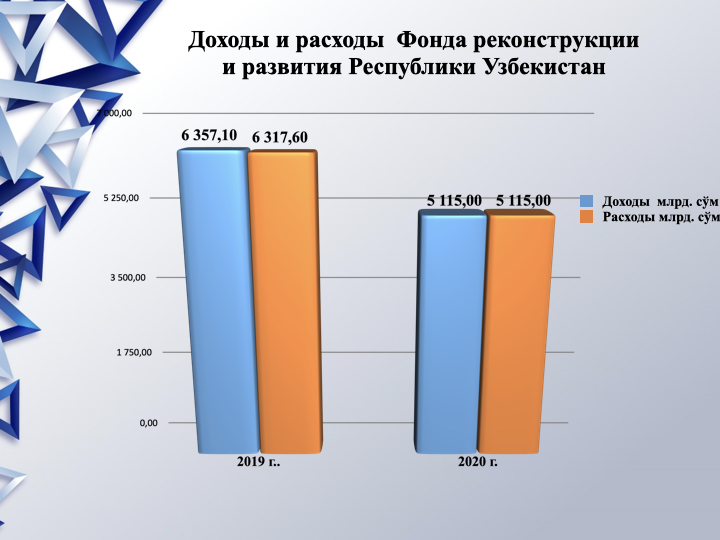 Доходы и расходы  Фонда реконструкции
и развития Республики Узбекистан
7 000,00
6 357,10 6 317,60
5 250,00
5 115,00 5 115,00
Доходы  млрд. сўм
Расходы млрд. сўм
3 500,00
1 750,00
0,00
2019 г..
2020 г.